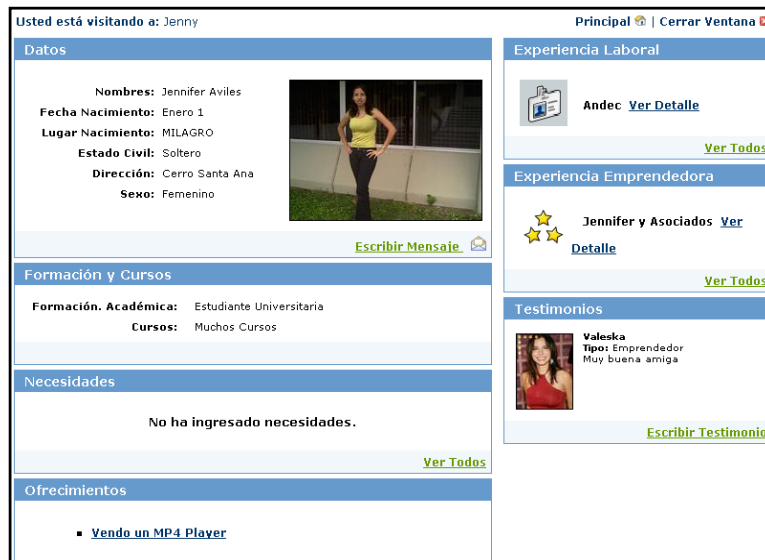 Usted está visitando a: Jenny
Principal | Cerrar Ventana
Datos
Nombres: Jennifer Aviles
Fecha Nacimiento: Enero 1
Lugar Nacimiento: MILAGRO
Estado Civil: Soltero
Dirección: Cerro Santa Ana
Sexo: Femenino
Escribir Mensaje
Formación y Cursos
Formación. Académica: Estudiante Universitaria
Cursos: Muchos Cursos
Necesidades
No ha ingresado necesidades.
Ver Todos
Ofrecimientos
Vendo un MP4 Player
Experiencia Laboral
Andec Ver Detalle
Ver Todos
Experiencia Emprendedora
Jennifer y Asociados Ver
Detalle
Ver Todos
Testimonios
Valeska
Tipo: Emprendedor
Muy buena amiga
Escribir Testimonio